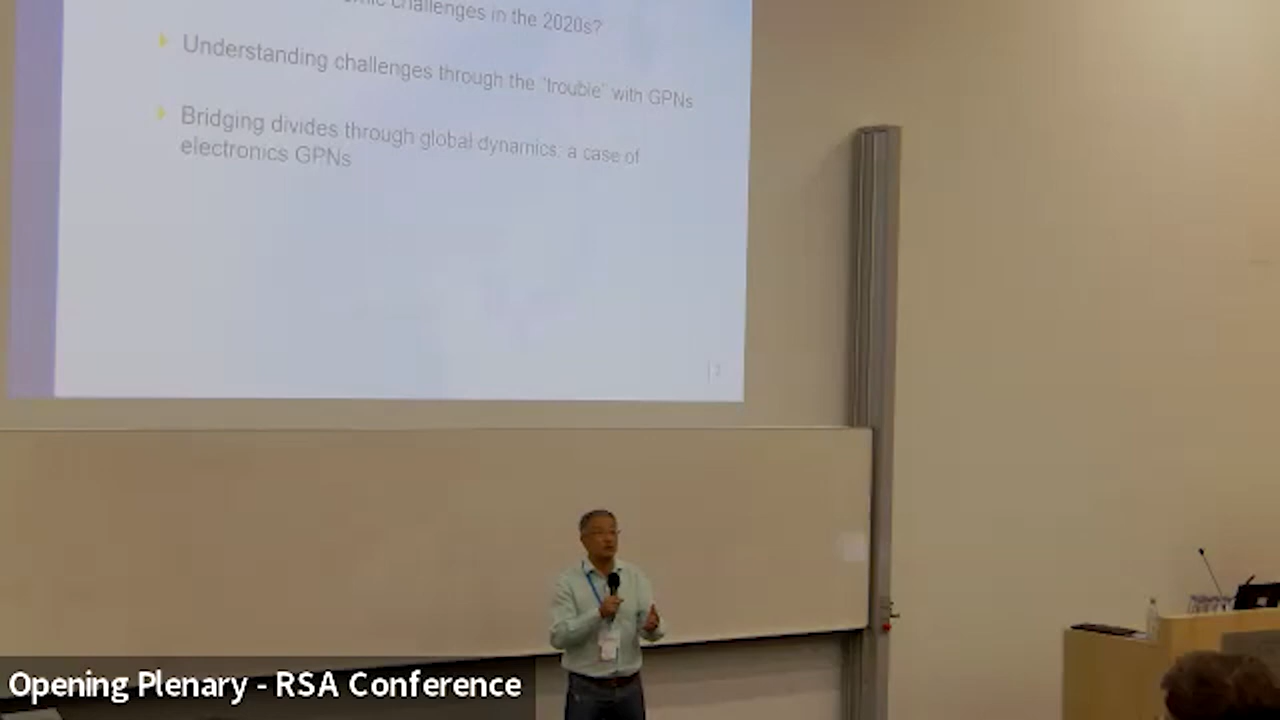 challenges in the 2020s?
Understanding challenges through the 'trouble' with GPNs
Bridging divides through global dynamics: a case of
electronics GPNs
Opening Plenary - RSA Conference